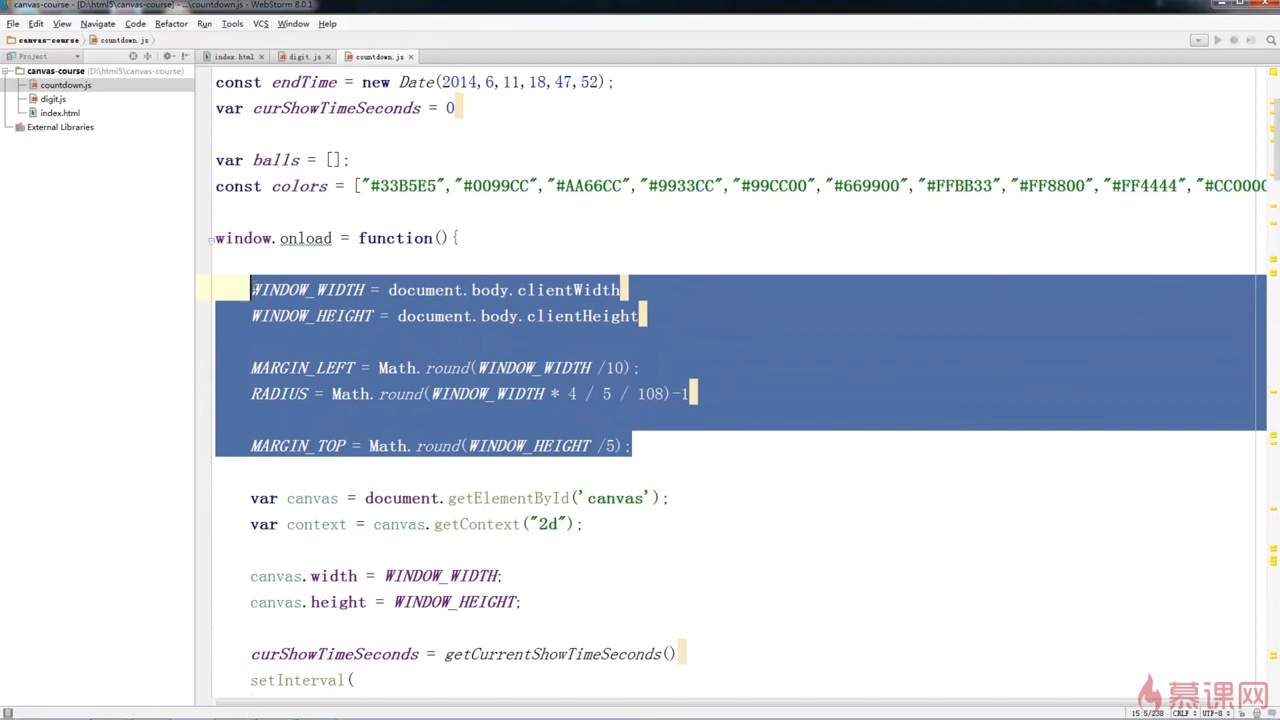 canvas-course - [D:\html5\canvas-course] - ...\countdown.js - WebStorm 8.0.1
File Edit View Navigate Code Refactor Run Tools VCS Window Help
canvas-course countdown.js
Project index.html digit.js countdown.js
canvas-course (D:\html5\canvas-course)
countdown.js
digit.js
index.html
External Libraries
const endTime = new Date(2014,6,11,18,47,52);
var curShowTimeSeconds = 0
var balls = [];
const colors = ["#33B5E5","#0099CC","#AA66CC","#9933CC","#99CC00","#669900","#FFBB33","#FF8800","#FF4444","#CC0000
window.onload = function(){
WINDOW_WIDTH = document.body.clientWidth
WINDOW_HEIGHT = document.body.clientHeight
MARGIN_LEFT = Math.round(WINDOW_WIDTH /10);
RADIUS = Math.round(WINDOW_WIDTH * 4 / 5 / 108)-1
MARGIN_TOP = Math.round(WINDOW_HEIGHT /5);
var canvas = document.getElementById('canvas');
var context = canvas.getContext("2d");
canvas.width = WINDOW_WIDTH;
canvas.height = WINDOW_HEIGHT;
curShowTimeSeconds = getCurrentShowTimeSeconds()
setInterval(
慕课网
15:5/238 CRLF UTF-8